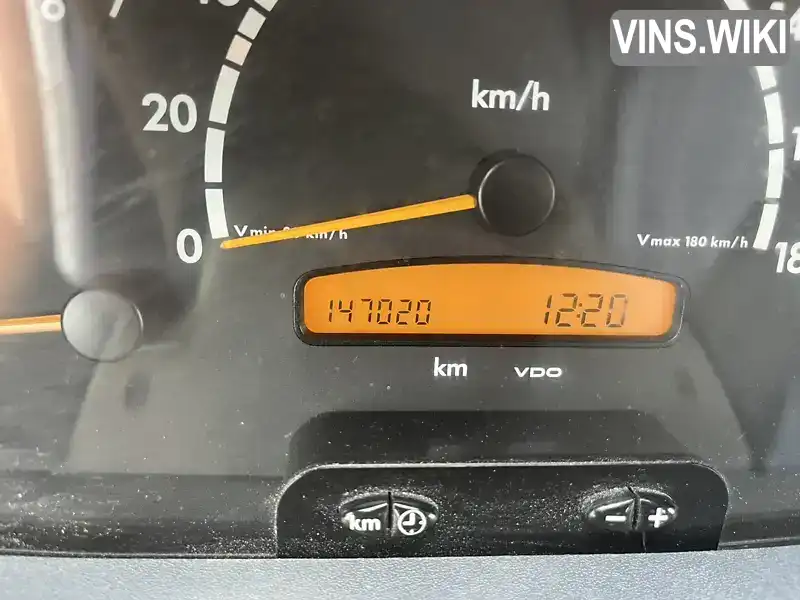 VINS.WIKI
km/h
20
0
Vmax 180 km/h
147020 12:20
km VDO
km
- +